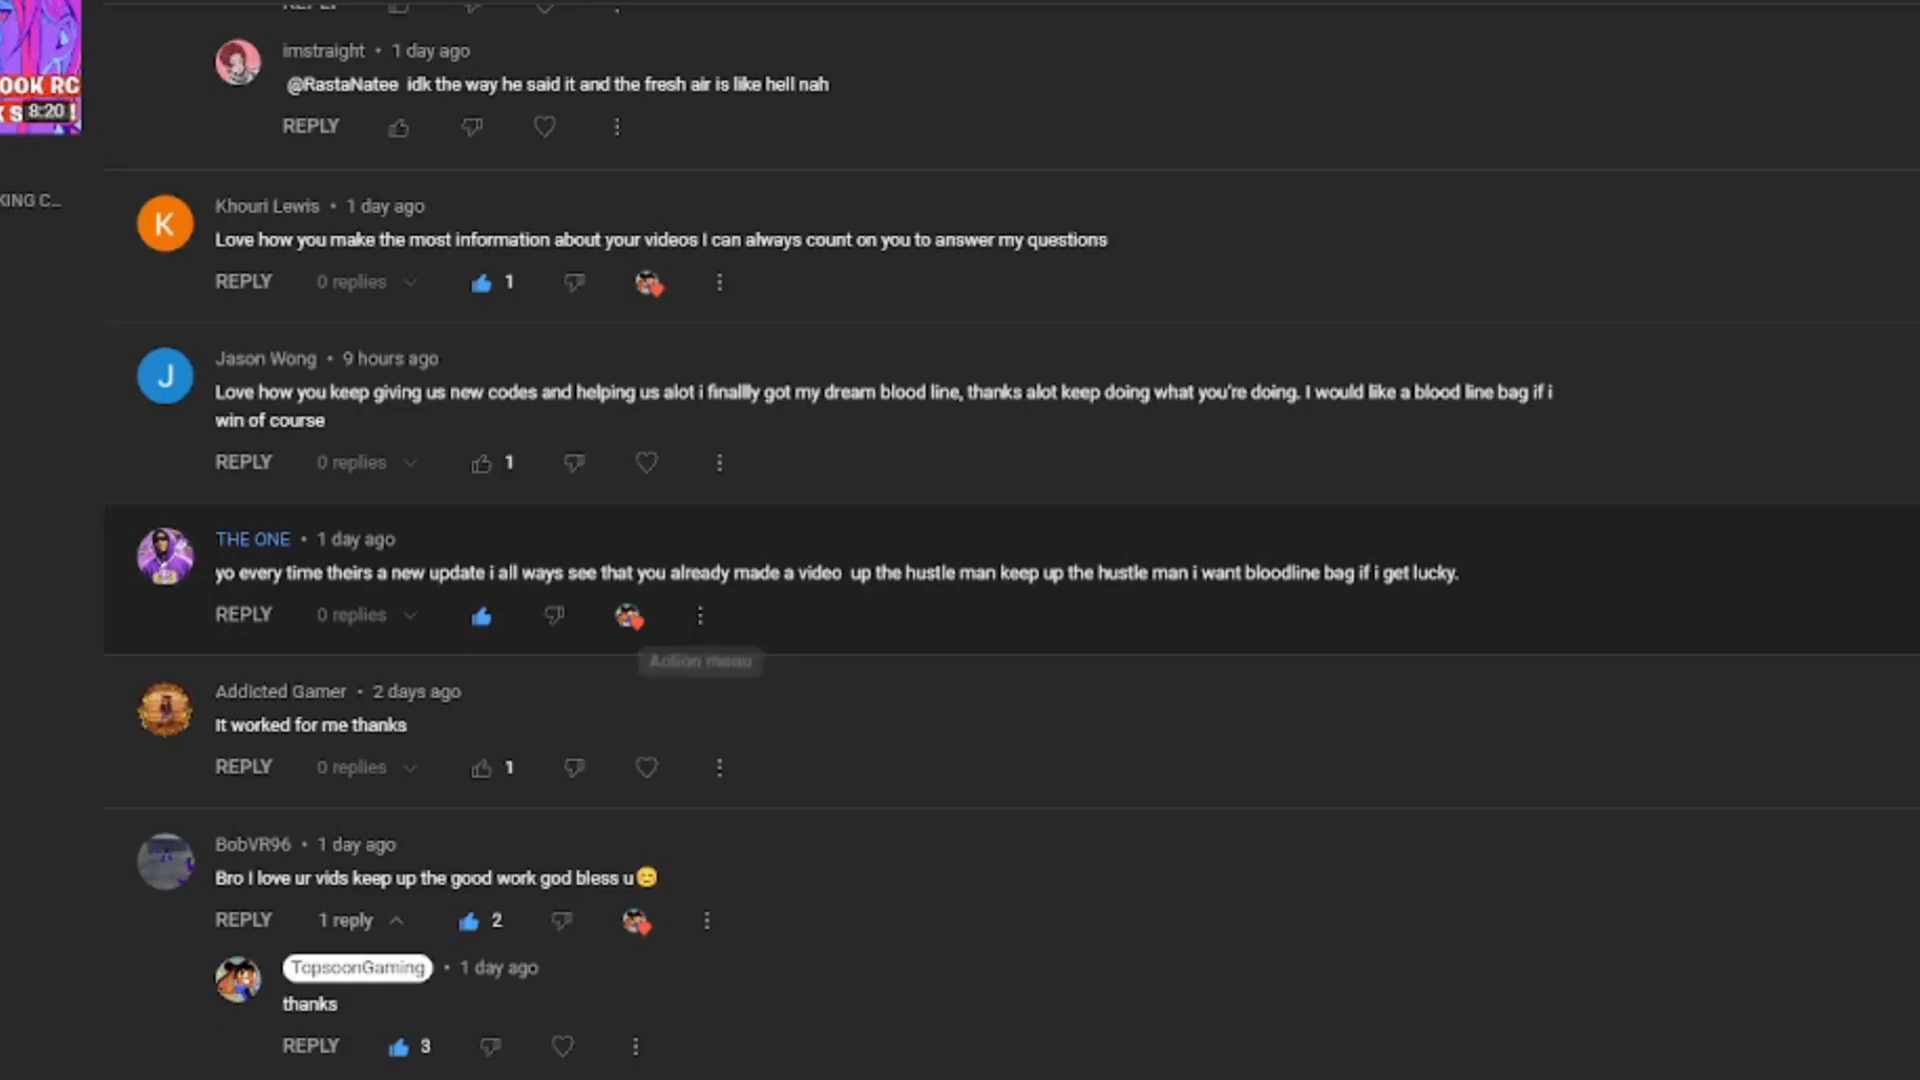 REPLY
OOK RC
K S 8:20 !
KING C...
imstraight • 1 day ago
@RastaNatee idk the way he said it and the fresh air is like hell nah
REPLY
Khouri Lewis • 1 day ago
Love how you make the most information about your videos I can always count on you to answer my questions
REPLY 0 replies 1
Jason Wong • 9 hours ago
Love how you keep giving us new codes and helping us alot i finallly got my dream blood line, thanks alot keep doing what you're doing. I would like a blood line bag if i
win of course
REPLY 0 replies 1
THE ONE • 1 day ago
yo every time theirs a new update i all ways see that you already made a video up the hustle man keep up the hustle man i want bloodline bag if i get lucky.
REPLY 0 replies
Action menu
Addicted Gamer • 2 days ago
It worked for me thanks
REPLY 0 replies 1
BobVR96 • 1 day ago
Bro I love ur vids keep up the good work god bless u😊
REPLY 1 reply 2
TopsoonGaming • 1 day ago
thanks
REPLY 3